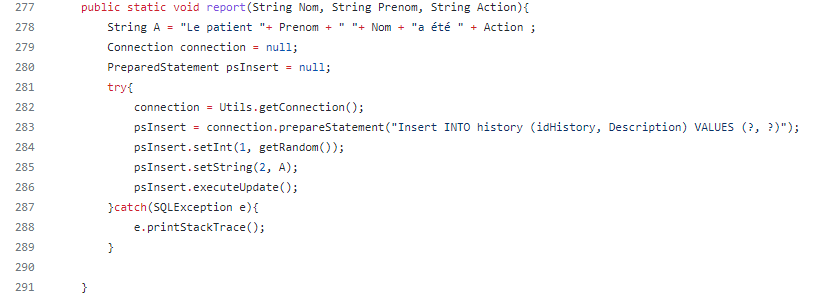 277 public static void report(String Nom, String Prenom, String Action){
278 String A = "Le patient "+ Prenom + " "+ Nom + "a été " + Action ;
279 Connection connection = null;
280 PreparedStatement psInsert = null;
281 try{
282 connection = Utils.getConnection();
283 psInsert = connection.prepareStatement("Insert INTO history (idHistory, Description) VALUES (?, ?)");
284 psInsert.setInt(1, getRandom());
285 psInsert.setString(2, A);
286 psInsert.executeUpdate();
287 }catch(SQLException e){
288 e.printStackTrace();
289 }
290
291 }